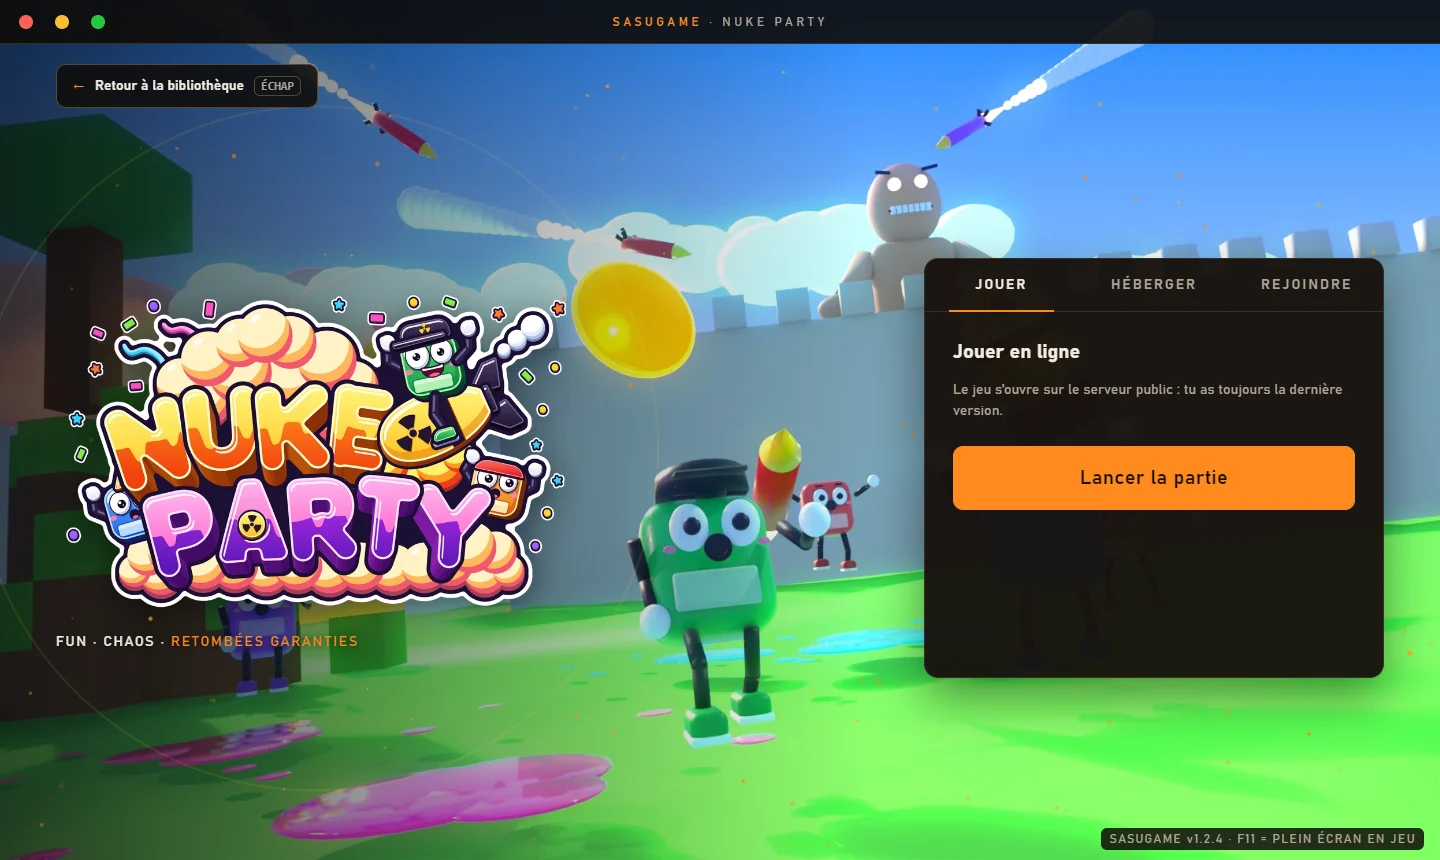 SASUGAME · NUKE PARTY
← Retour à la bibliothèque ÉCHAP
NUKE
PARTY
FUN · CHAOS · RETOMBÉES GARANTIES
JOUER HÉBERGER REJOINDRE
Jouer en ligne
Le jeu s'ouvre sur le serveur public : tu as toujours la dernière
version.
Lancer la partie
SASUGAME v1.2.4 · F11 = PLEIN ÉCRAN EN JEU